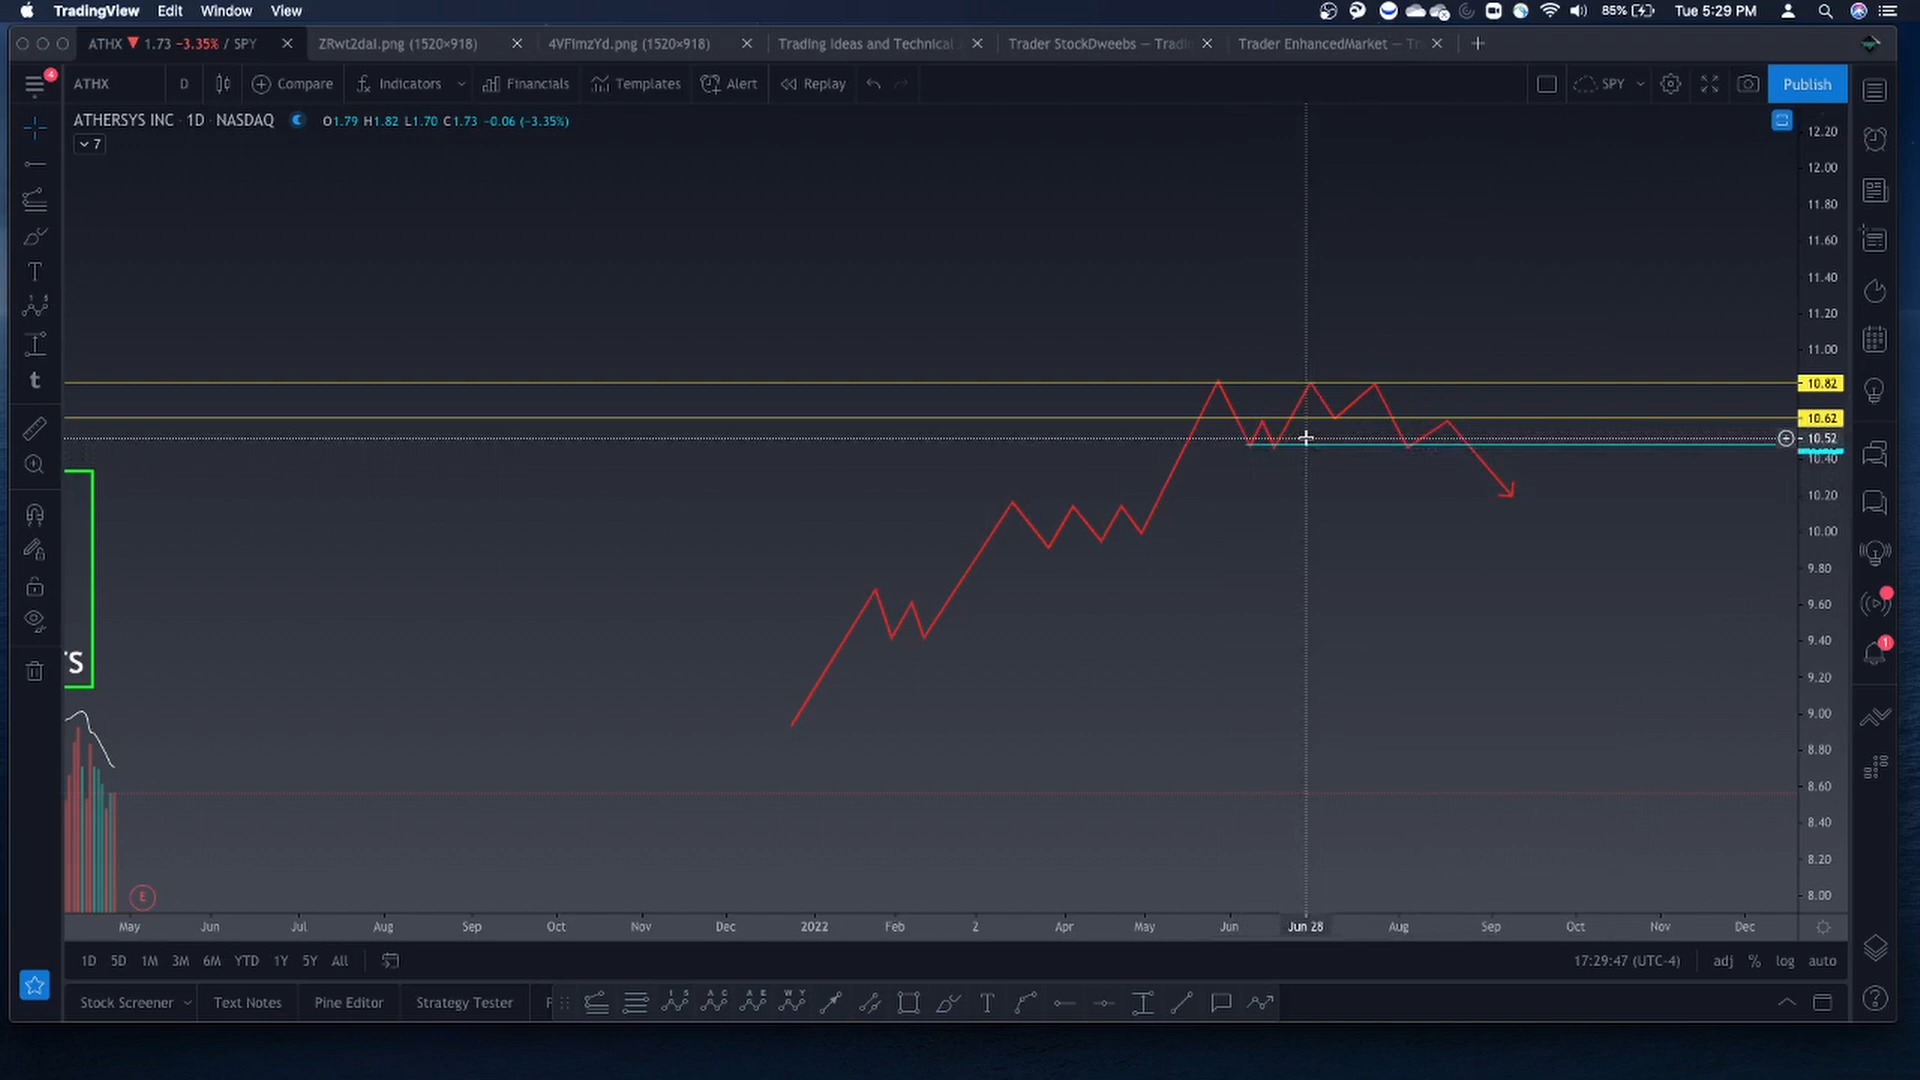 TradingView Edit Window View 85% Tue 5:29 PM
ATHX ▼ 1.73 −3.35% / SPY ZRwt2daI.png (1520×918) 4VFImzYd.png (1520×918) Trading Ideas and Technical Trader StockDweebs — Tradi Trader EnhancedMarket — Tr
4
ATHX D Compare Indicators Financials Templates Alert Replay SPY Publish
ATHERSYS INC · 1D · NASDAQ O1.79 H1.82 L1.70 C1.73 −0.06 (−3.35%)
7
12.20
12.00
11.80
11.60
11.40
11.20
11.00
10.82
10.62
10.52
10.40
10.20
10.00
9.80
9.60
9.40
9.20
9.00
8.80
8.60
8.40
8.20
8.00
1
TS
E
May Jun Jul Aug Sep Oct Nov Dec 2022 Feb 2 Apr May Jun Jun 28 Aug Sep Oct Nov Dec
1D 5D 1M 3M 6M YTD 1Y 5Y All 17:29:47 (UTC-4) adj % log auto
Stock Screener Text Notes Pine Editor Strategy Tester